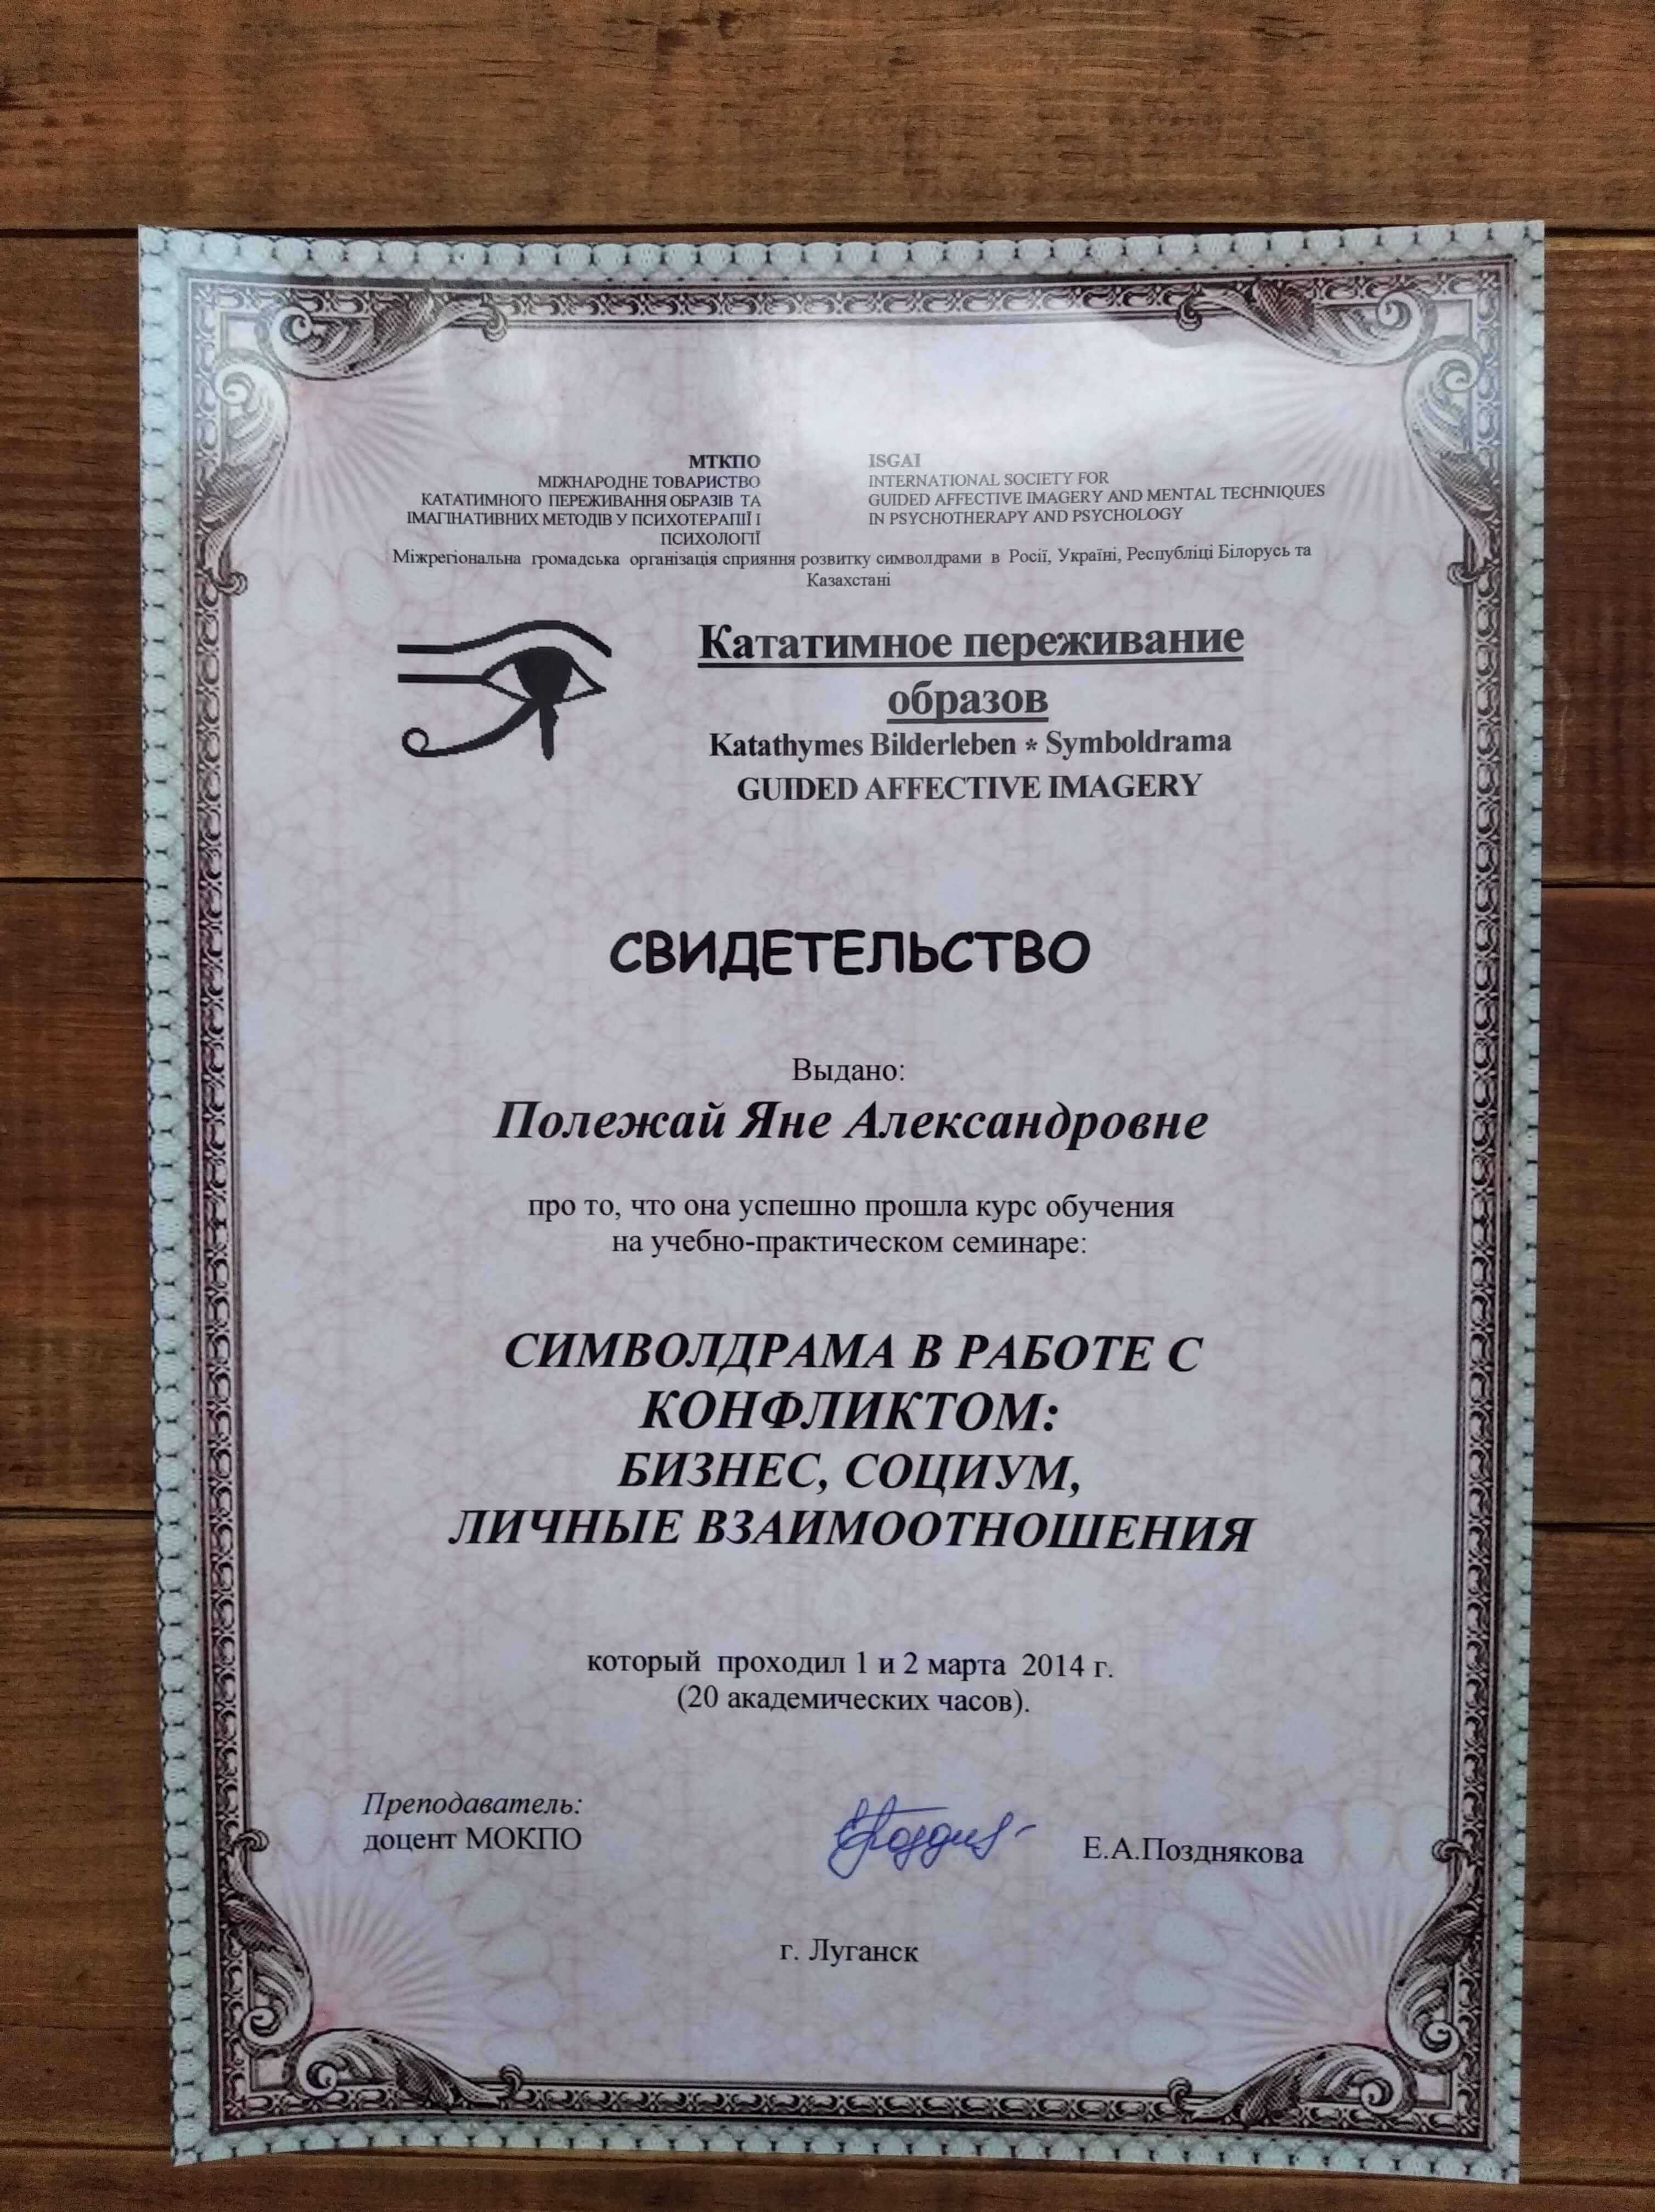 МТКПО
МІЖНАРОДНЕ ТОВАРИСТВО
КАТАТИМНОГО ПЕРЕЖИВАННЯ ОБРАЗІВ ТА
ІМАГІНАТИВНИХ МЕТОДІВ У ПСИХОТЕРАПІЇ І
ПСИХОЛОГІЇ
ISGAI
INTERNATIONAL SOCIETY FOR
GUIDED AFFECTIVE IMAGERY AND MENTAL TECHNIQUES
IN PSYCHOTHERAPY AND PSYCHOLOGY
Міжрегіональна громадська організація сприяння розвитку символдрами в Росії, Україні, Республіці Білорусь та
Казахстані
Кататимное переживание
образов
Katathymes Bilderleben * Symboldrama
GUIDED AFFECTIVE IMAGERY
СВИДЕТЕЛЬСТВО
Выдано:
Полежай Яне Александровне
про то, что она успешно прошла курс обучения
на учебно-практическом семинаре:
СИМВОЛДРАМА В РАБОТЕ С
КОНФЛИКТОМ:
БИЗНЕС, СОЦИУМ,
ЛИЧНЫЕ ВЗАИМООТНОШЕНИЯ
который проходил 1 и 2 марта 2014 г.
(20 академических часов).
Преподаватель:
доцент МОКПО
Е.А.Позднякова
г. Луганск